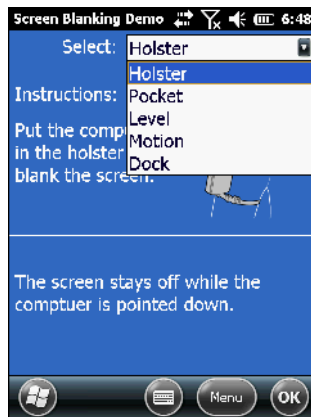 Screen Blanking Demo 6:48
Select: Holster
Holster
Instructions: Pocket
Level
Put the comp
Motion
in the holster
Dock
blank the screen.
The screen stays off while the
comptuer is pointed down.
Menu OK